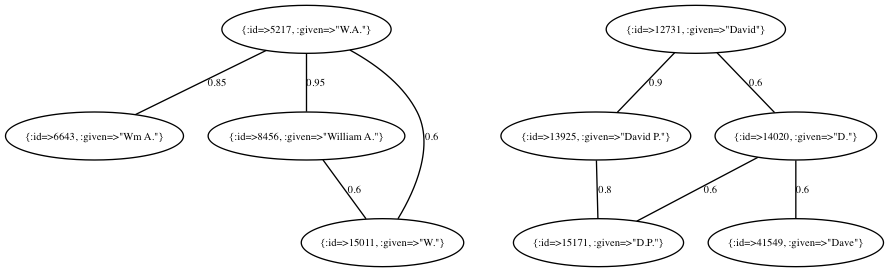 {:id=>5217, :given=>"W.A."}
{:id=>12731, :given=>"David"}
0.85
0.95
0.9
0.6
{:id=>6643, :given=>"Wm A."}
{:id=>8456, :given=>"William A."}
0.6
{:id=>13925, :given=>"David P."}
{:id=>14020, :given=>"D."}
0.6
0.8
0.6
0.6
{:id=>15011, :given=>"W."}
{:id=>15171, :given=>"D.P."}
{:id=>41549, :given=>"Dave"}